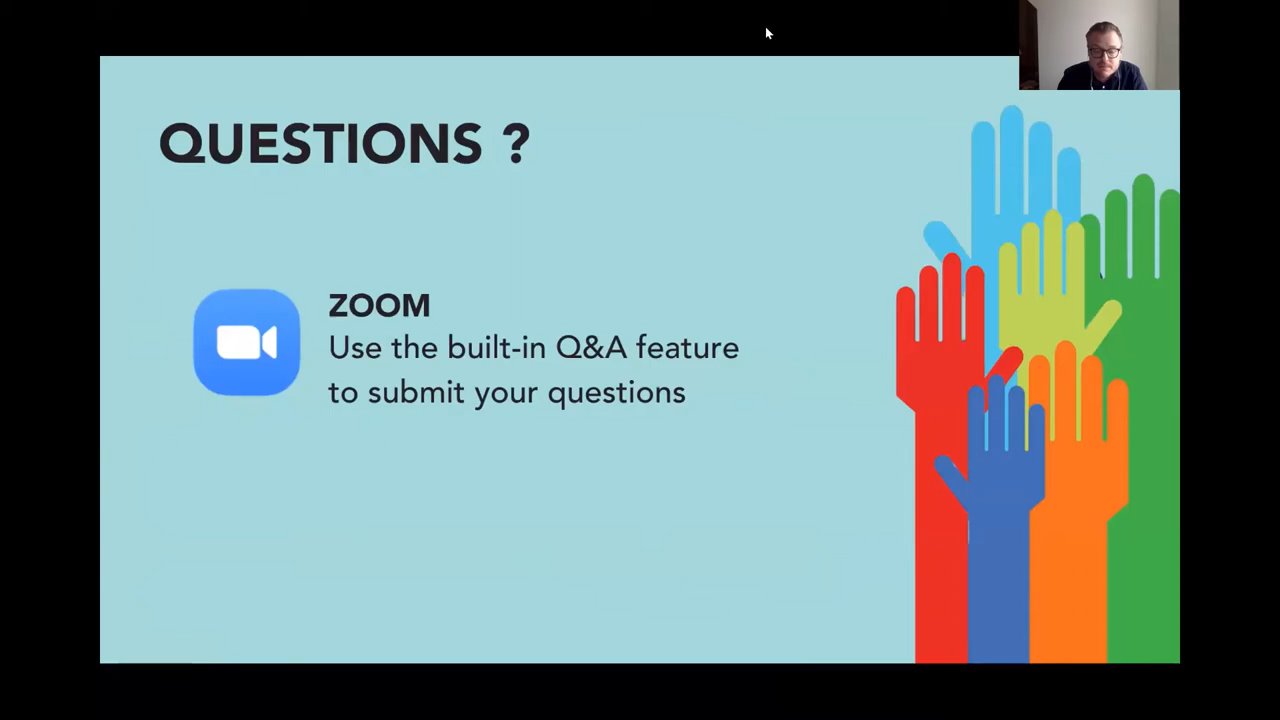 QUESTIONS ?
ZOOM
Use the built-in Q&A feature
to submit your questions